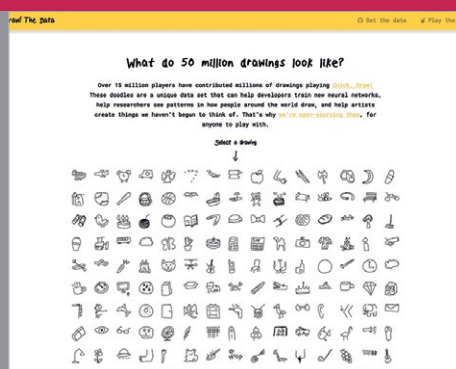 raw! The Data
Get the data
Play the
What do 50 million drawings look like?
Over 15 million players have contributed millions of drawings playing Quick, Draw!
These doodles are a unique data set that can help developers train new neural networks,
help researchers see patterns in how people around the world draw, and help artists
create things we haven't begun to think of. That's why we're open-sourcing them, for
anyone to play with.
Select a drawing